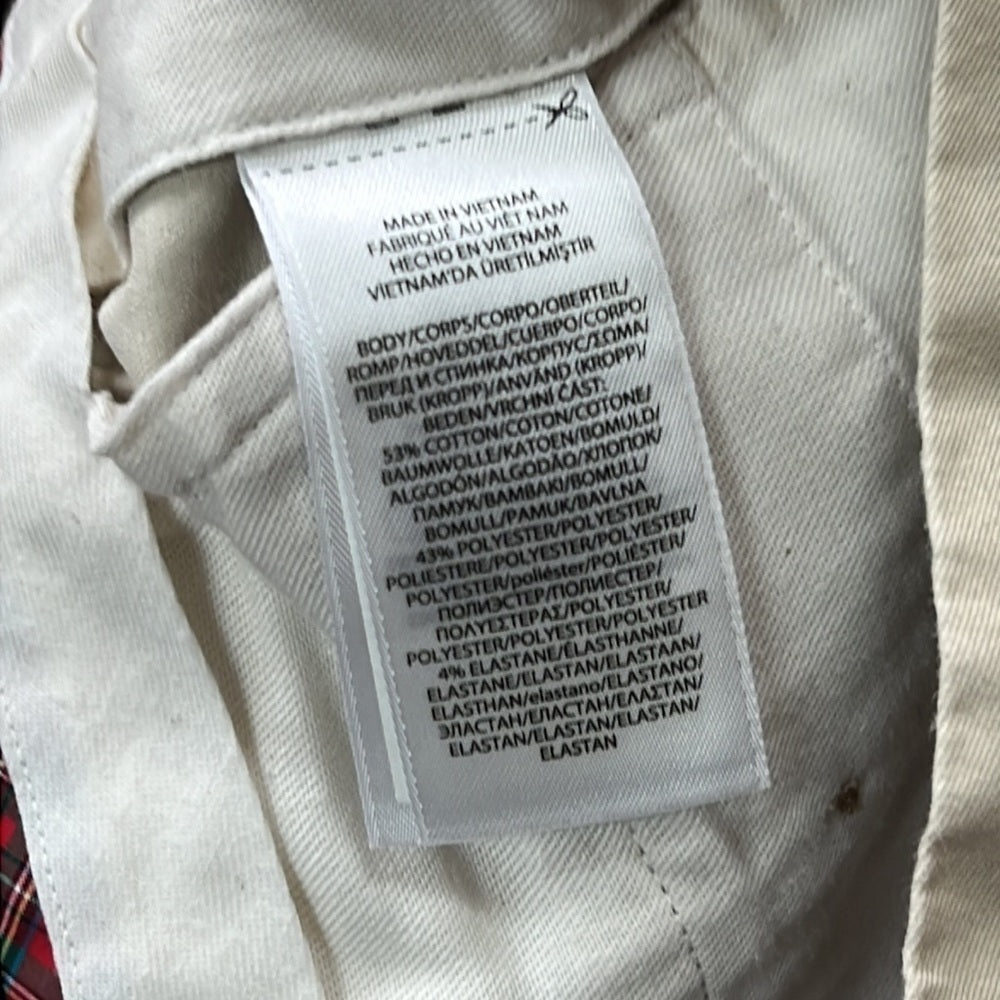 MADE IN VIETNAM
FABRIQUÉ AU VIÊT NAM
HECHO EN VIETNAM
VIETNAM'DA ÜRETİLMİŞTİR
BODY/CORPS/CORPO/OBERTEIL/
ROMP/HOVEDDEL/CUERPO/CORPO/
ПЕРЕД И СПИНКА/КОРПУС/ΣΩΜΑ/
BRUK (KROPP)/ANVÄND (KROPP)/
BEDEN/VRCHNÍ ČÁST:
53% COTTON/COTON/COTONE/
BAUMWOLLE/KATOEN/BOMULD/
ALGODÓN/ALGODÃO/ХЛОПОК/
ПАМУК/ΒΑΜΒΑΚΙ/BOMULL/
BOMULL/PAMUK/BAVLNA
43% POLYESTER/POLYESTER/
POLIESTERE/POLYESTER/POLYESTER/
POLYESTER/poliéster/POLIÉSTER/
ПОЛИЭСТЕР/ПОЛИЕСТЕР/
ΠΟΛΥΕΣΤΕΡΑΣ/POLYESTER/
POLYESTER/POLYESTER/POLYESTER
4% ELASTANE/ÉLASTHANNE/
ELASTANE/ELASTAN/ELASTAAN/
ELASTHAN/elastano/ELASTANO/
ЭЛАСТАН/ЕЛАСТАН/ΕΛΑΣΤΑΝ/
ELASTAN/ELASTAN/ELASTAN/
ELASTAN